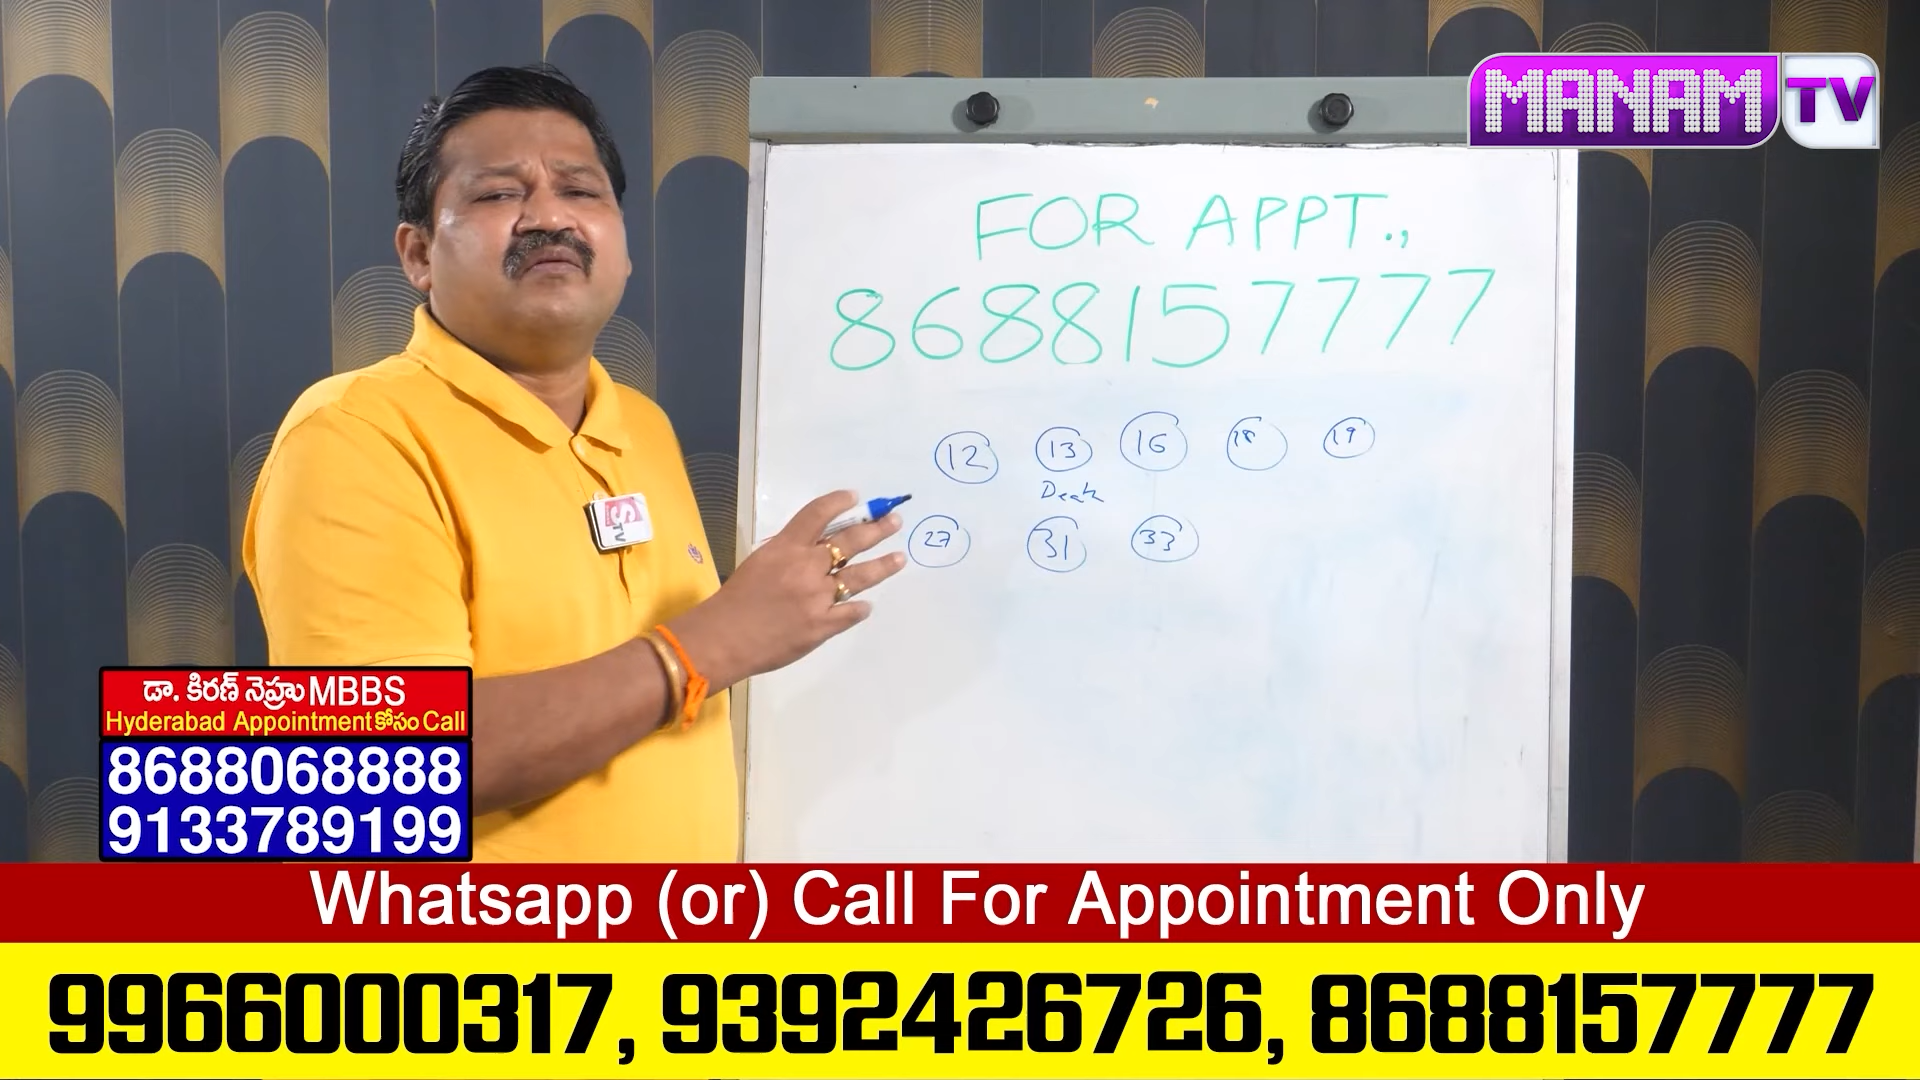 MANAM TV
FOR APPT.,
8688157777
12 13 16 18 19
Death
27 31 33
S TV
డా. కిరణ్ నెహ్రు MBBS
Hyderabad Appointment కోసం Call
8688068888
9133789199
Whatsapp (or) Call For Appointment Only
9966000317, 9392426726, 8688157777